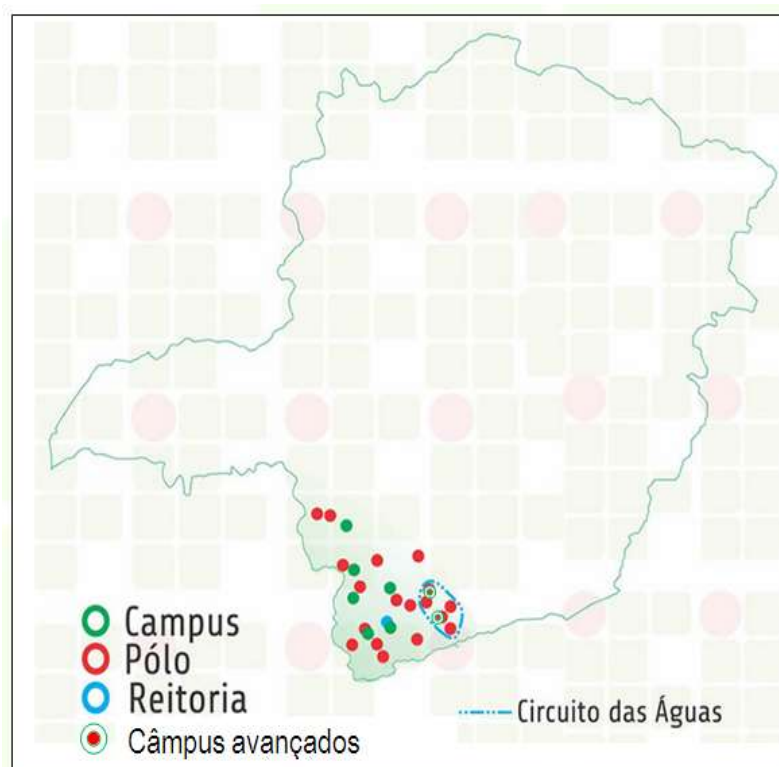 Campus
Pólo
Reitoria
Câmpus avançados
Circuito das Águas